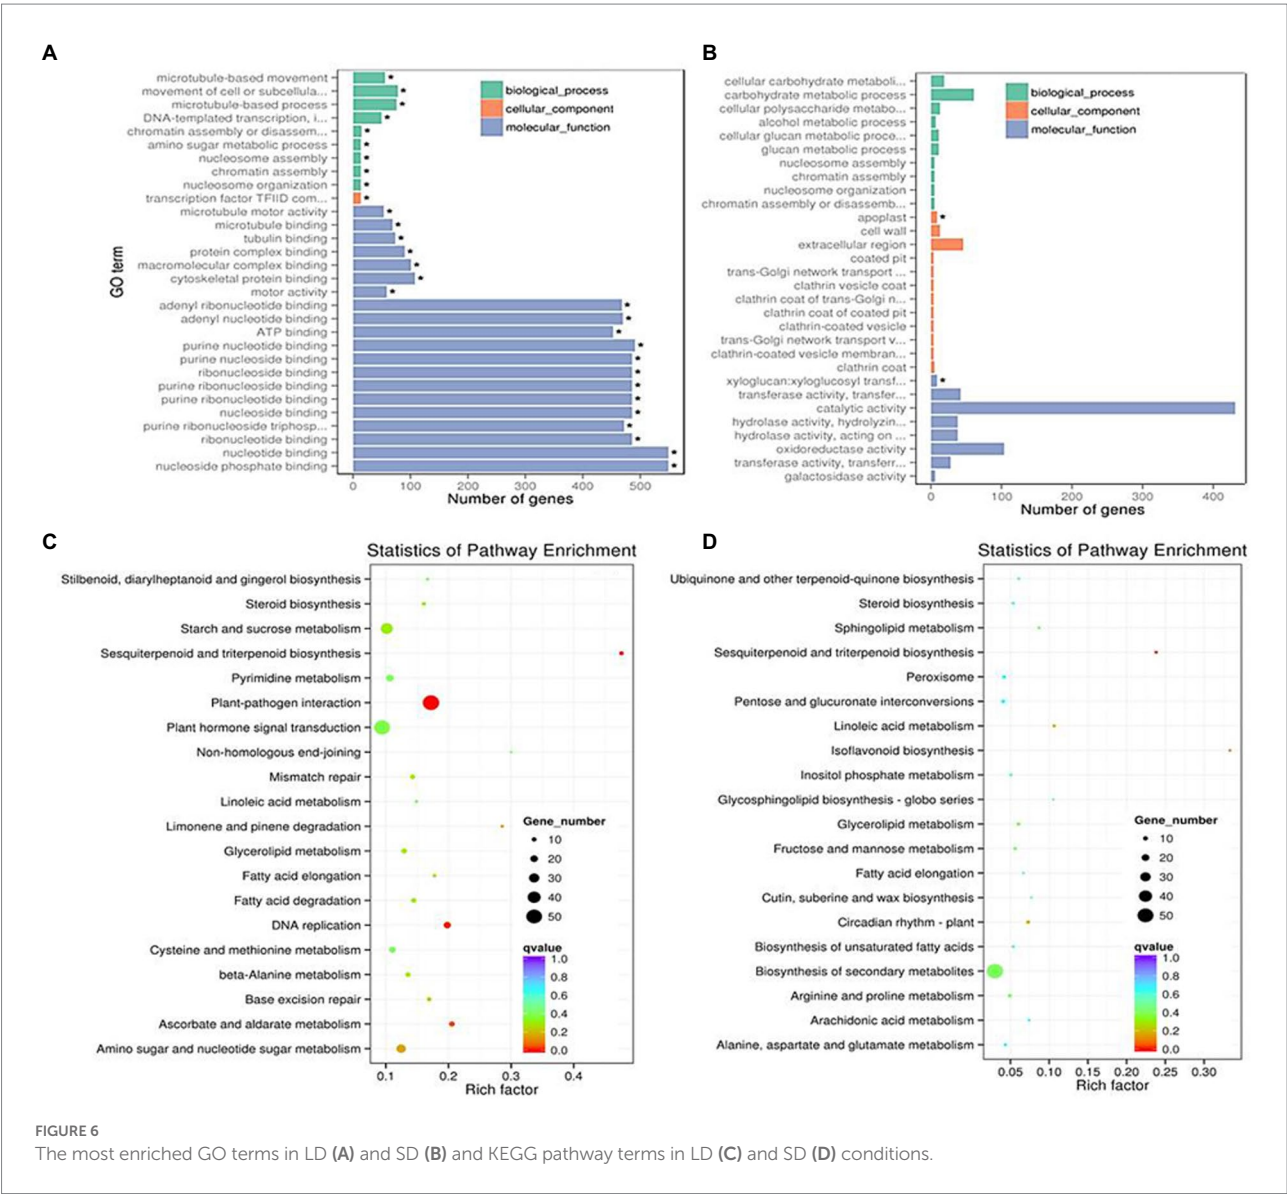 A
microtubule-based movement
movement of cell or subcellula...
microtubule-based process
DNA-templated transcription, i...
chromatin assembly or disassem...
amino sugar metabolic process
nucleosome assembly
chromatin assembly
nucleosome organization
transcription factor TFIID com...
microtubule motor activity
microtubule binding
tubulin binding
protein complex binding
macromolecular complex binding
cytoskeletal protein binding
motor activity
adenyl ribonucleotide binding
adenyl nucleotide binding
ATP binding
purine nucleotide binding
purine nucleoside binding
ribonucleoside binding
purine ribonucleoside binding
purine ribonucleotide binding
nucleoside binding
purine ribonucleoside triphosp...
ribonucleotide binding
nucleotide binding
nucleoside phosphate binding
GO term
biological_process
cellular_component
molecular_function
0 100 200 300 400 500
Number of genes
B
cellular carbohydrate metaboli...
carbohydrate metabolic process
cellular polysaccharide metabo...
alcohol metabolic process
cellular glucan metabolic proce...
glucan metabolic process
nucleosome assembly
chromatin assembly
nucleosome organization
chromatin assembly or disassemb...
apoplast
cell wall
extracellular region
coated pit
trans-Golgi network transport ...
clathrin vesicle coat
clathrin coat of trans-Golgi n...
clathrin coat of coated pit
clathrin-coated vesicle
trans-Golgi network transport v...
clathrin-coated vesicle membran...
clathrin coat
xyloglucan:xyloglucosyl transf...
transferase activity, transfer...
catalytic activity
hydrolase activity, hydrolyzin...
hydrolase activity, acting on ...
oxidoreductase activity
transferase activity, transferr...
galactosidase activity
biological_process
cellular_component
molecular_function
0 100 200 300 400
Number of genes
C
Statistics of Pathway Enrichment
Stilbenoid, diarylheptanoid and gingerol biosynthesis
Steroid biosynthesis
Starch and sucrose metabolism
Sesquiterpenoid and triterpenoid biosynthesis
Pyrimidine metabolism
Plant-pathogen interaction
Plant hormone signal transduction
Non-homologous end-joining
Mismatch repair
Linoleic acid metabolism
Limonene and pinene degradation
Glycerolipid metabolism
Fatty acid elongation
Fatty acid degradation
DNA replication
Cysteine and methionine metabolism
beta-Alanine metabolism
Base excision repair
Ascorbate and aldarate metabolism
Amino sugar and nucleotide sugar metabolism
Gene_number
10
20
30
40
50
qvalue
1.0
0.8
0.6
0.4
0.2
0.0
0.1 0.2 0.3 0.4
Rich factor
D
Statistics of Pathway Enrichment
Ubiquinone and other terpenoid-quinone biosynthesis
Steroid biosynthesis
Sphingolipid metabolism
Sesquiterpenoid and triterpenoid biosynthesis
Peroxisome
Pentose and glucuronate interconversions
Linoleic acid metabolism
Isoflavonoid biosynthesis
Inositol phosphate metabolism
Glycosphingolipid biosynthesis - globo series
Glycerolipid metabolism
Fructose and mannose metabolism
Fatty acid elongation
Cutin, suberine and wax biosynthesis
Circadian rhythm - plant
Biosynthesis of unsaturated fatty acids
Biosynthesis of secondary metabolites
Arginine and proline metabolism
Arachidonic acid metabolism
Alanine, aspartate and glutamate metabolism
Gene_number
10
20
30
40
50
qvalue
1.0
0.8
0.6
0.4
0.2
0.0
0.05 0.10 0.15 0.20 0.25 0.30
Rich factor
FIGURE 6
The most enriched GO terms in LD (A) and SD (B) and KEGG pathway terms in LD (C) and SD (D) conditions.